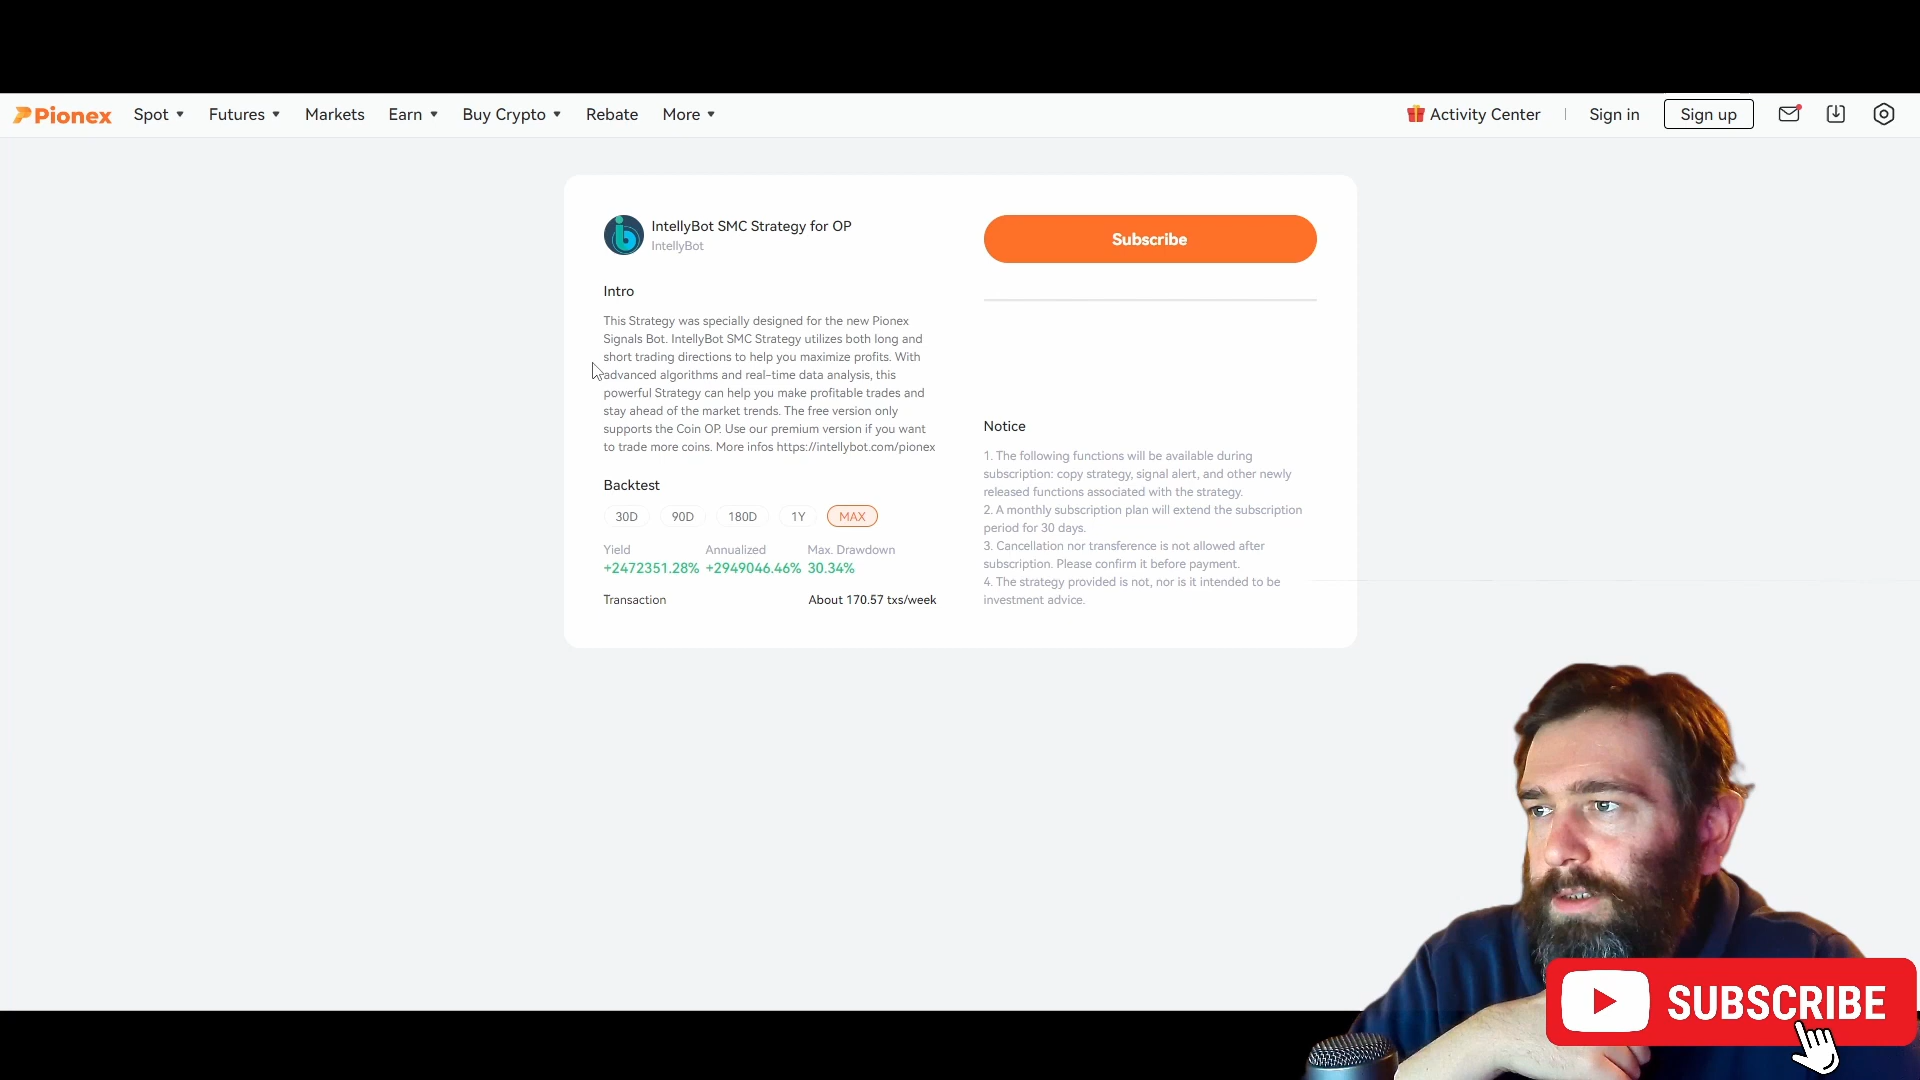 Pionex Spot Futures Markets Earn Buy Crypto Rebate More Activity Center Sign in Sign up
IntellyBot SMC Strategy for OP
IntellyBot
Subscribe
Intro
This Strategy was specially designed for the new Pionex
Signals Bot. IntellyBot SMC Strategy utilizes both long and
short trading directions to help you maximize profits. With
advanced algorithms and real-time data analysis, this
powerful Strategy can help you make profitable trades and
stay ahead of the market trends. The free version only
supports the Coin OP. Use our premium version if you want
to trade more coins. More infos https://intellybot.com/pionex
Backtest
30D 90D 180D 1Y MAX
Yield Annualized Max. Drawdown
+2472351.28% +2949046.46% 30.34%
Transaction About 170.57 txs/week
Notice
1. The following functions will be available during
subscription: copy strategy, signal alert, and other newly
released functions associated with the strategy.
2. A monthly subscription plan will extend the subscription
period for 30 days.
3. Cancellation nor transference is not allowed after
subscription. Please confirm it before payment.
4. The strategy provided is not, nor is it intended to be
investment advice.
SUBSCRIBE